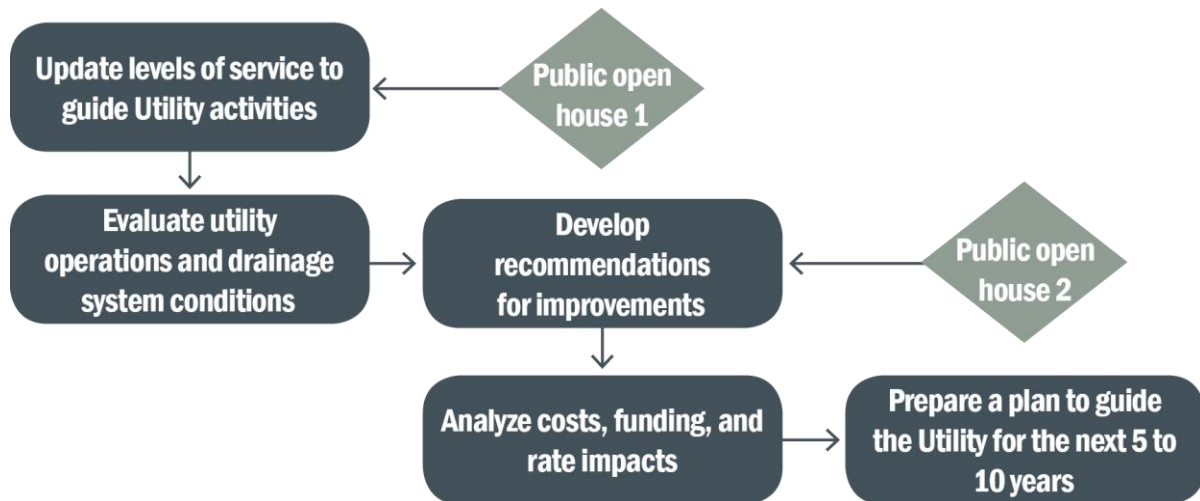 Update levels of service to
guide Utility activities
Public open
house 1
Evaluate utility
operations and drainage
system conditions
Develop
recommendations
for improvements
Public open
house 2
Analyze costs, funding, and
rate impacts
Prepare a plan to guide
the Utility for the next 5 to
10 years